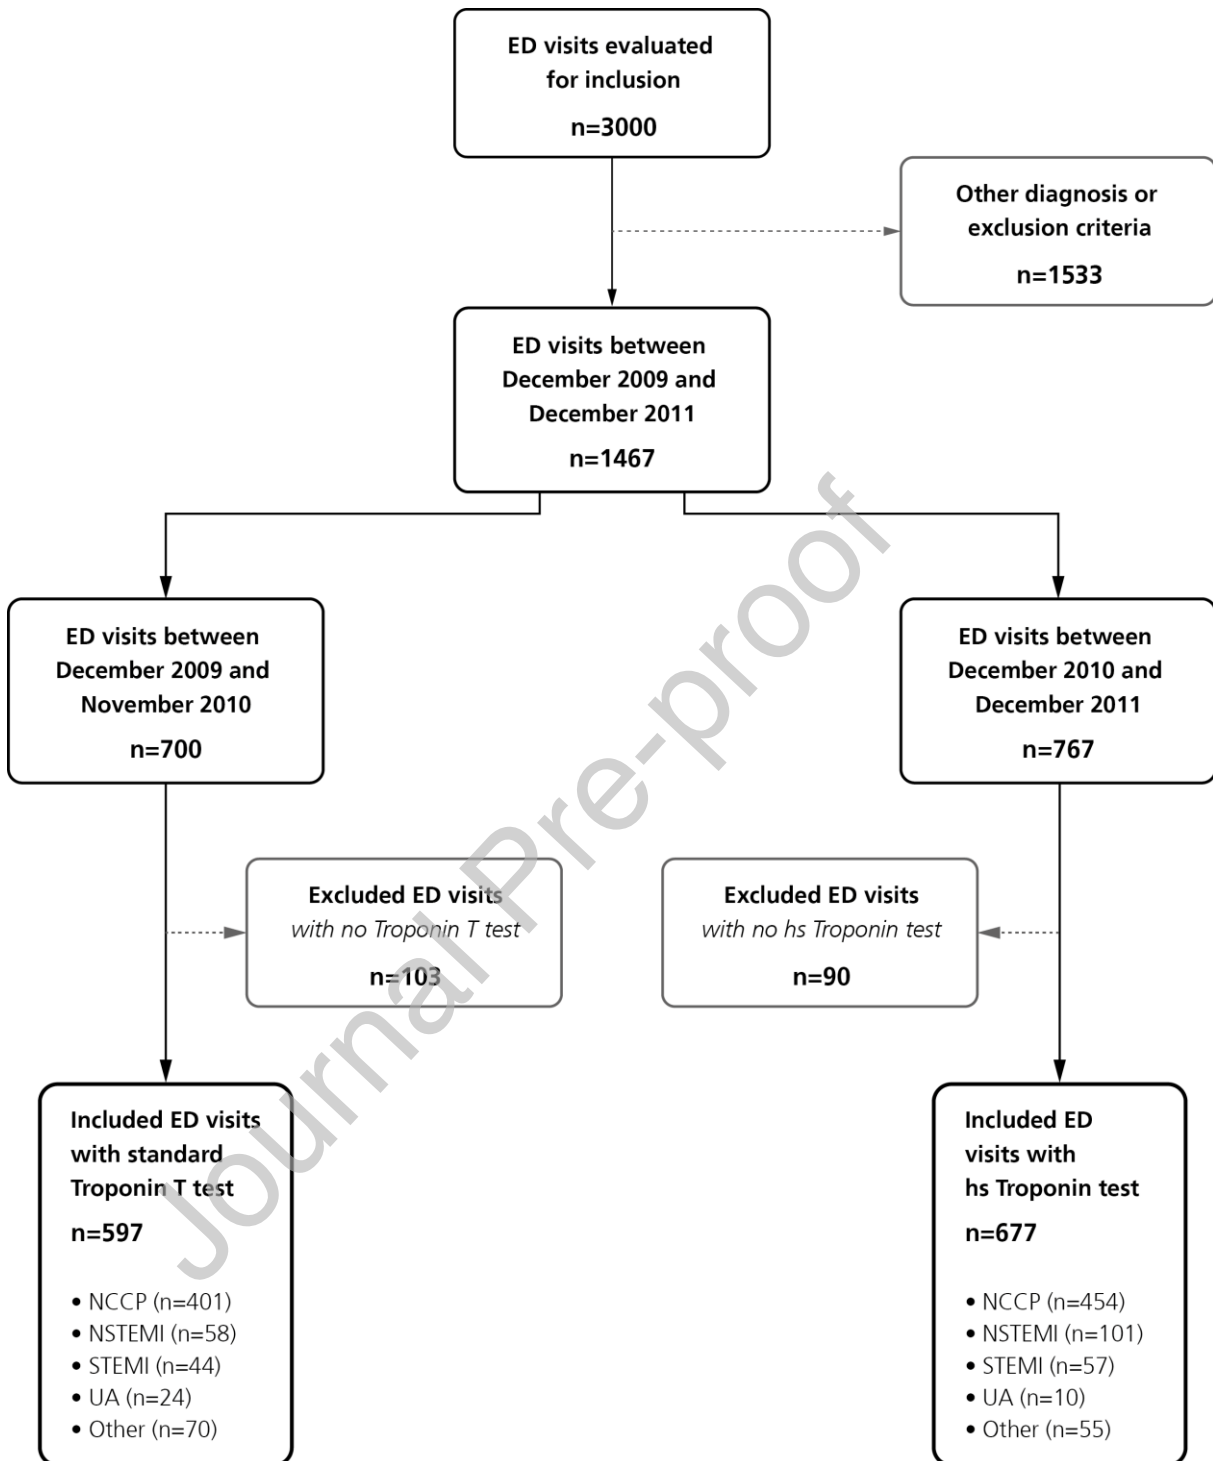 ED visits evaluated
for inclusion
n=3000
Other diagnosis or
exclusion criteria
n=1533
ED visits between
December 2009 and
December 2011
n=1467
ED visits between
December 2009 and
November 2010
n=700
ED visits between
December 2010 and
December 2011
n=767
Excluded ED visits
with no Troponin T test
n=103
Excluded ED visits
with no hs Troponin test
n=90
Included ED visits
with standard
Troponin T test
n=597
• NCCP (n=401)
• NSTEMI (n=58)
• STEMI (n=44)
• UA (n=24)
• Other (n=70)
Included ED
visits with
hs Troponin test
n=677
• NCCP (n=454)
• NSTEMI (n=101)
• STEMI (n=57)
• UA (n=10)
• Other (n=55)
Journal Pre-proof